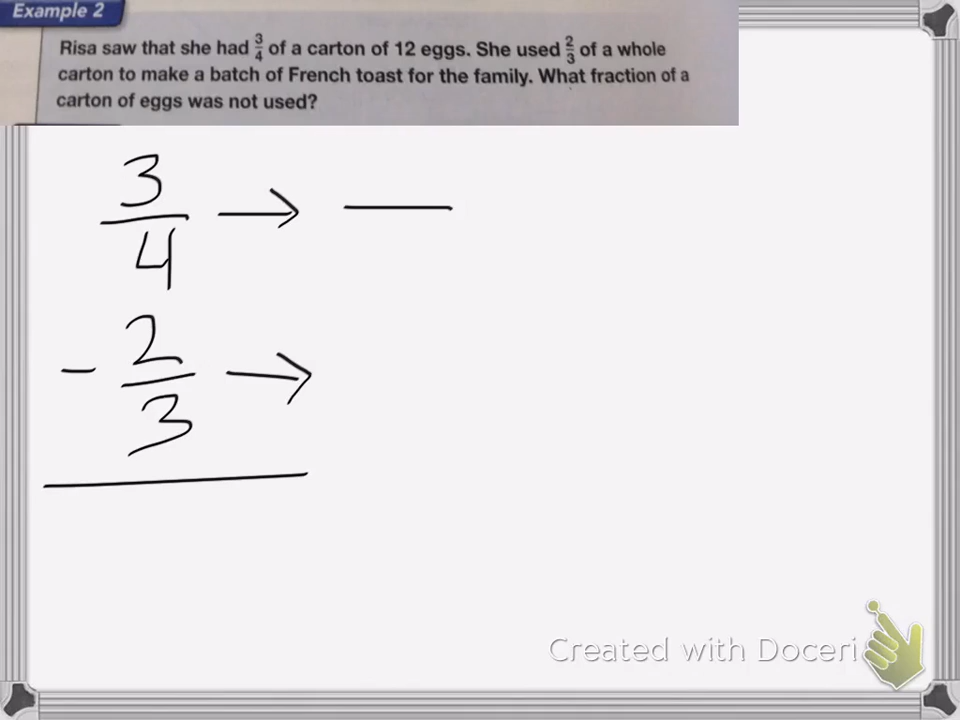 Example 2
Risa saw that she had 3/4 of a carton of 12 eggs. She used 2/3 of a whole
carton to make a batch of French toast for the family. What fraction of a
carton of eggs was not used?
3/4 →
- 2/3 →
Created with Doceri